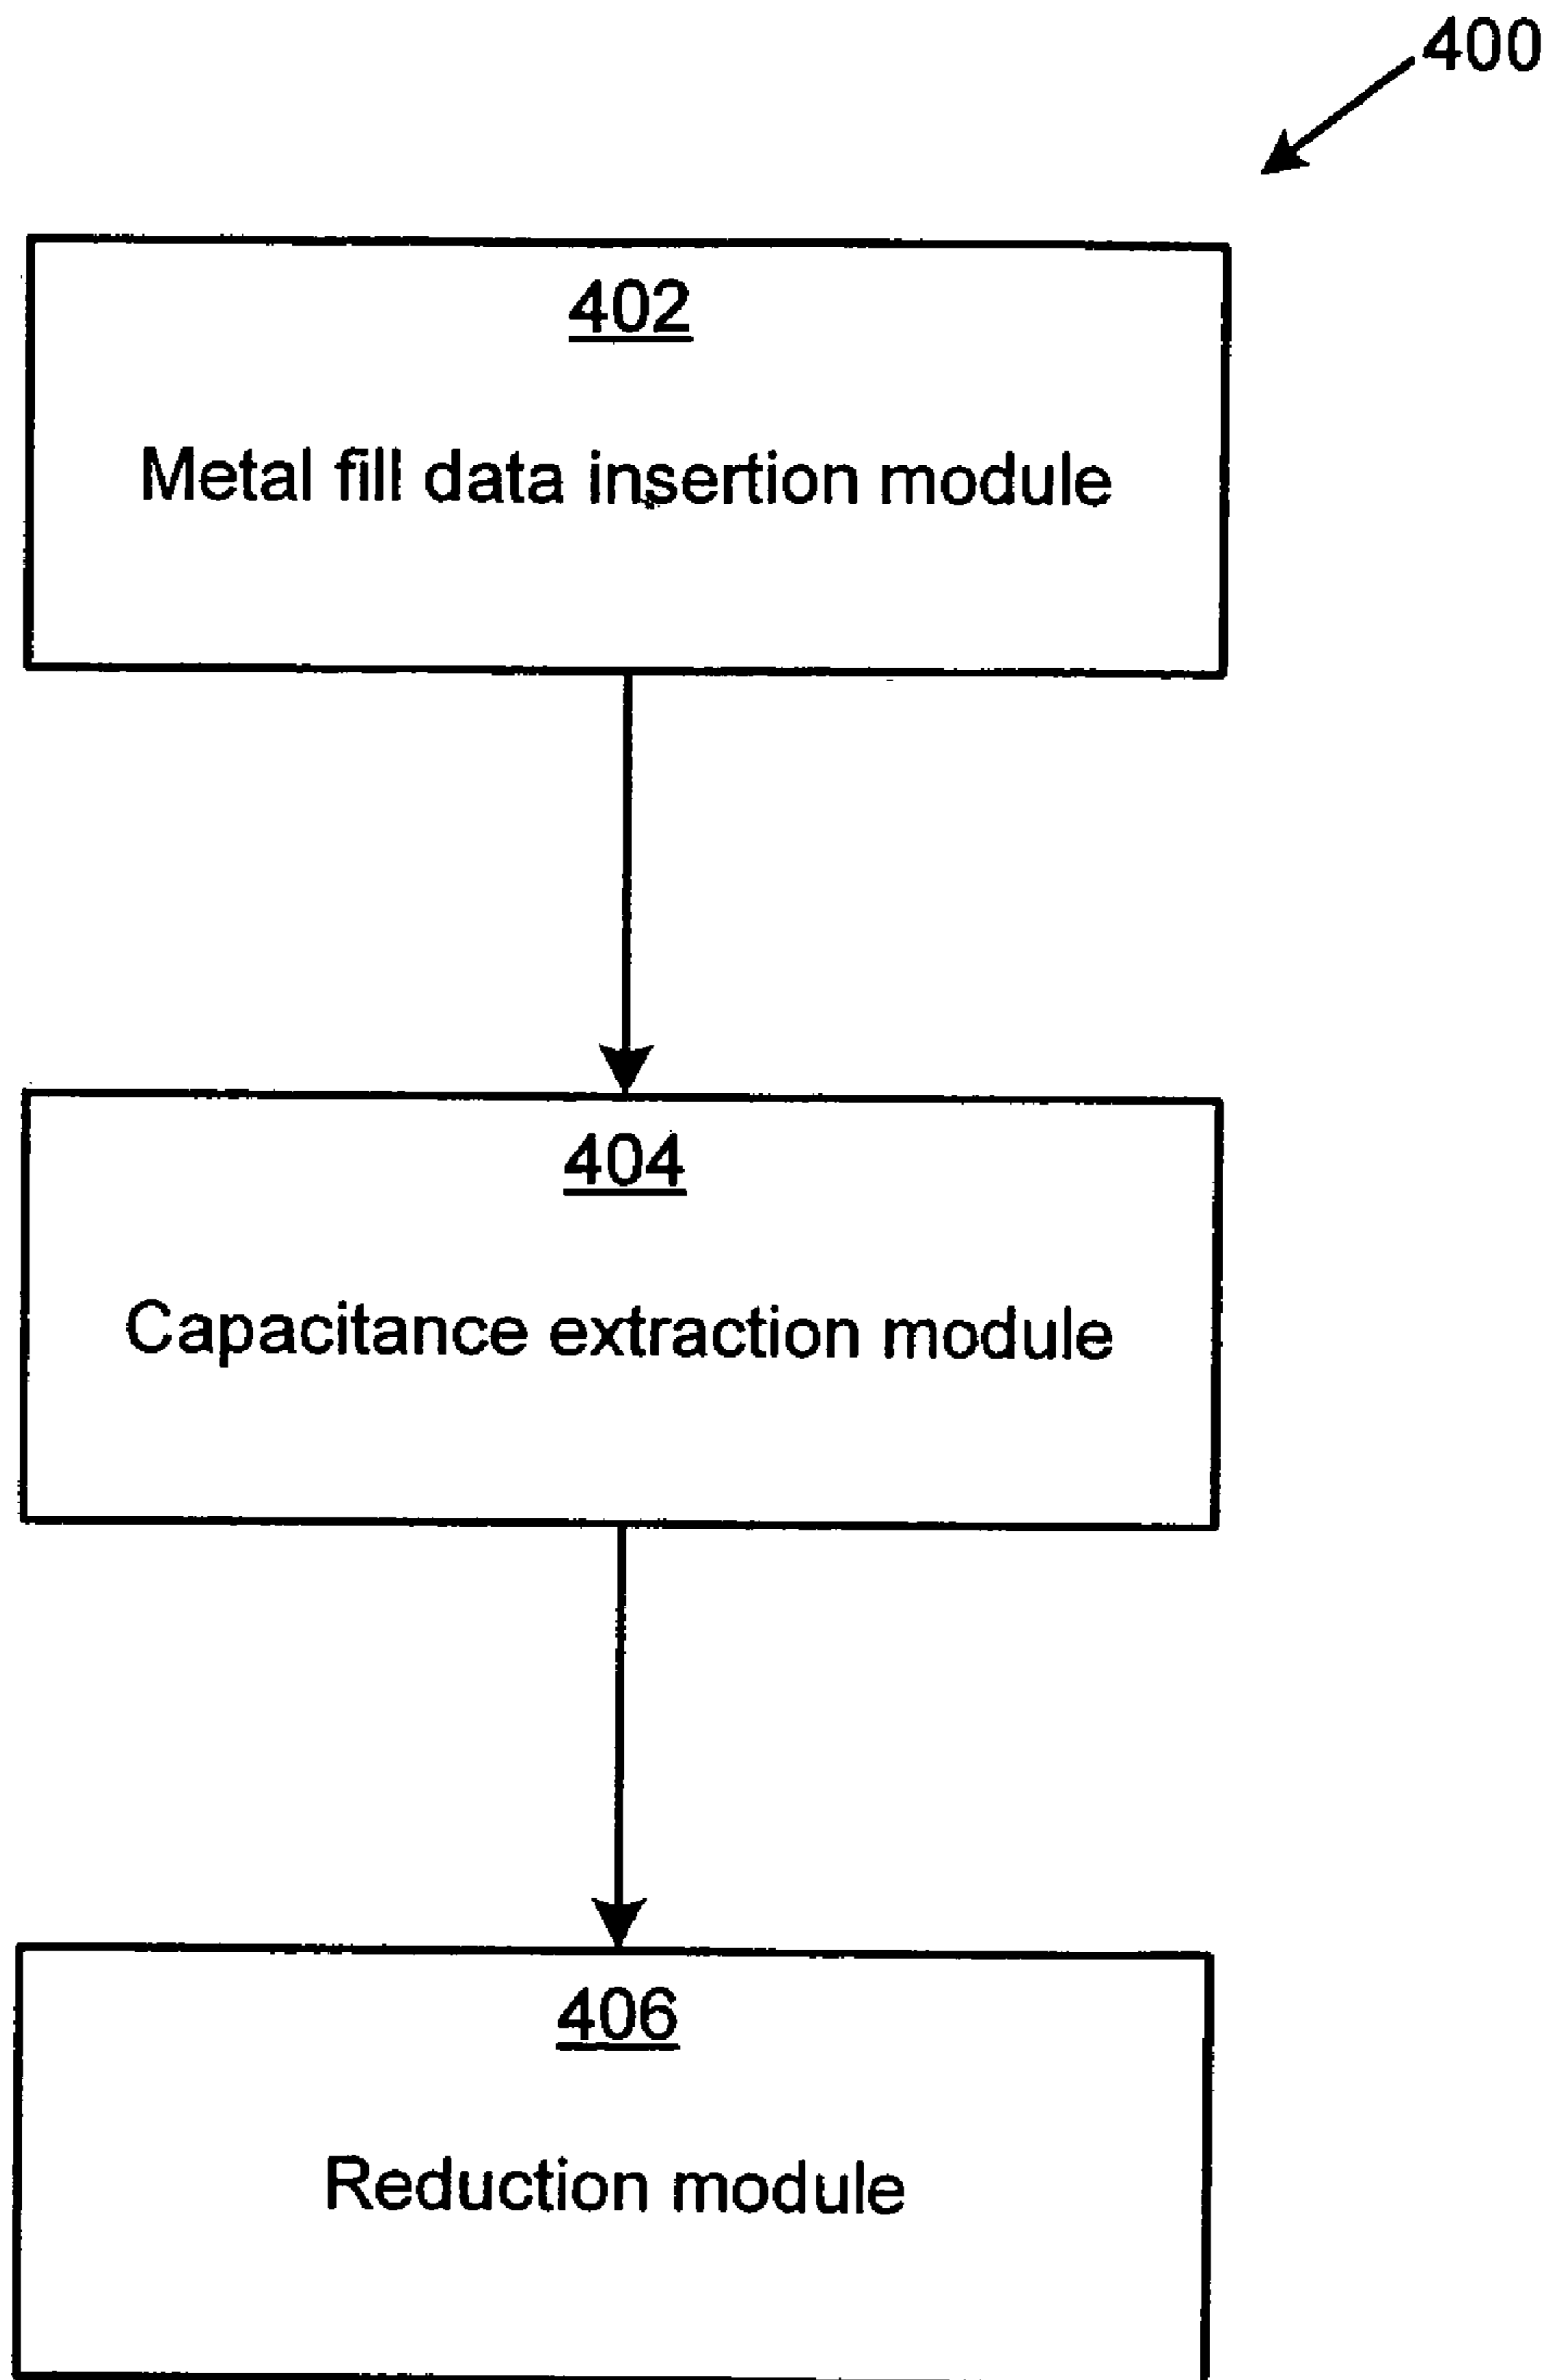 400
402
Metal fill data insertion module
404
Capacitance extraction module
406
Reduction module